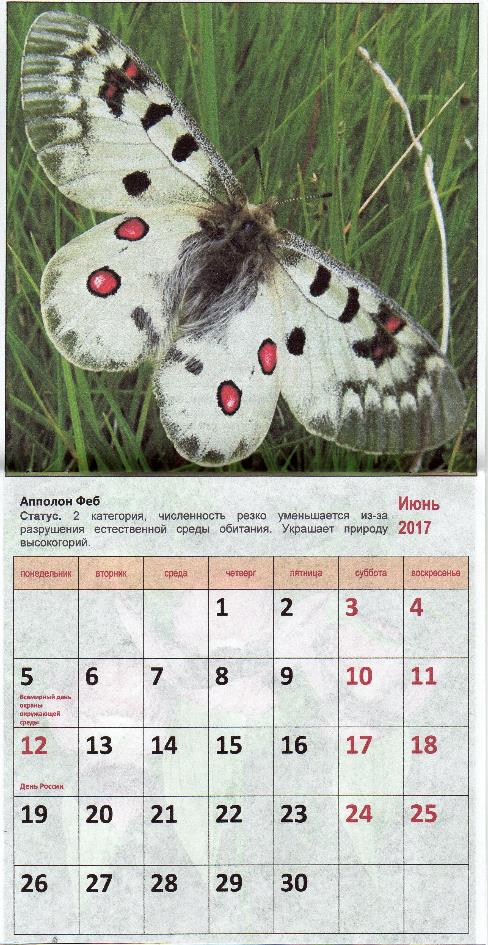 Апполон Феб
Статус. 2 категория, численность резко уменьшается из-за
разрушения естественной среды обитания. Украшает природу
высокогорий.
Июнь
2017
понедельник вторник среда четверг пятница суббота воскресенье
1 2 3 4
5 6 7 8 9 10 11
Всемирный день
охраны
окружающей
среды
12 13 14 15 16 17 18
День России
19 20 21 22 23 24 25
26 27 28 29 30